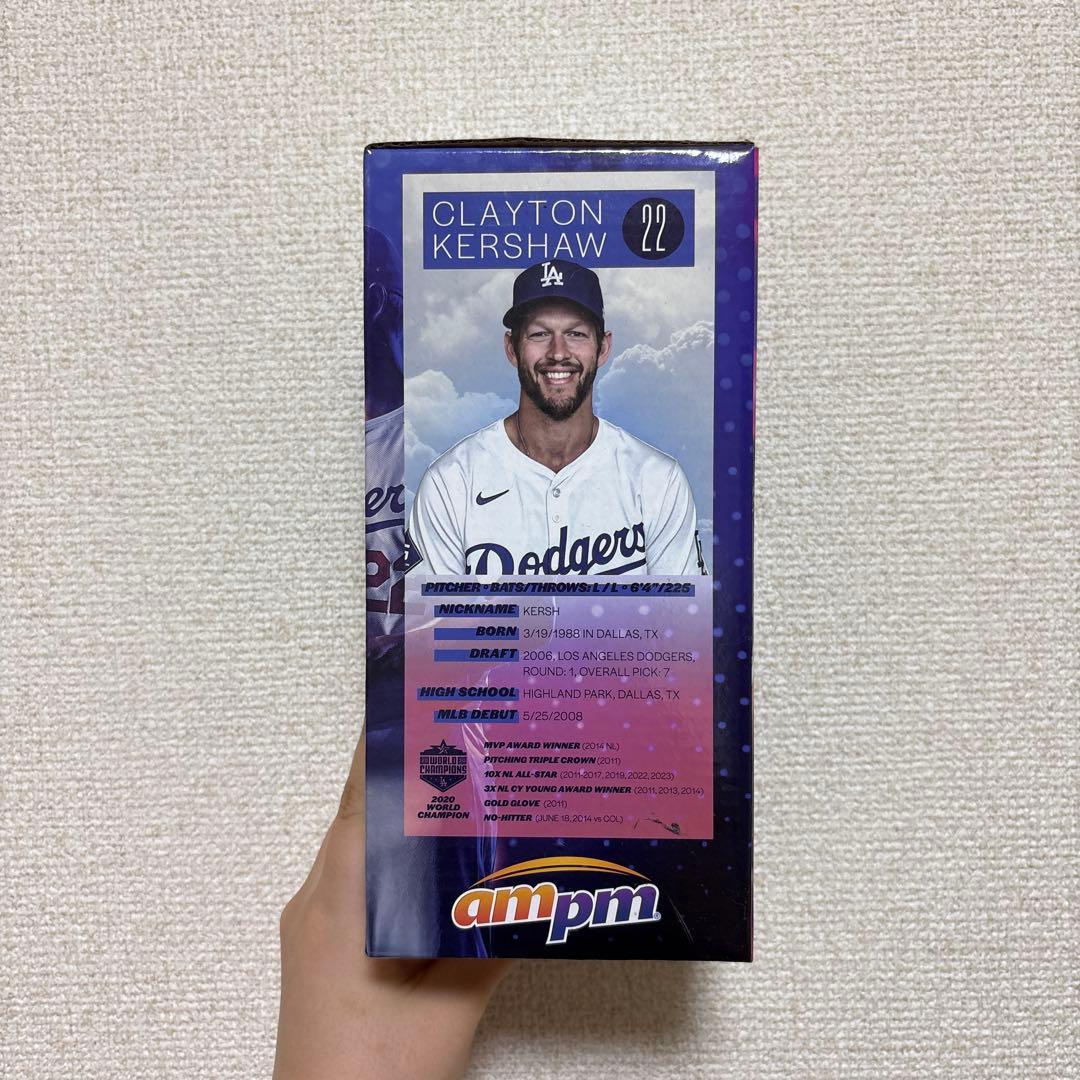 CLAYTON
KERSHAW
22
LA
Dodgers
er
22
PITCHER • BATS/THROWS: L / L • 6'4"/225
NICKNAME KERSH
BORN 3/19/1988 IN DALLAS, TX
DRAFT 2006, LOS ANGELES DODGERS,
ROUND: 1, OVERALL PICK: 7
HIGH SCHOOL HIGHLAND PARK, DALLAS, TX
MLB DEBUT 5/25/2008
WORLD
CHAMPIONS
LA
2020
WORLD
CHAMPION
MVP AWARD WINNER (2014 NL)
PITCHING TRIPLE CROWN (2011)
10X NL ALL-STAR (2011-2017, 2019, 2022, 2023)
3X NL CY YOUNG AWARD WINNER (2011, 2013, 2014)
GOLD GLOVE (2011)
NO-HITTER (JUNE 18, 2014 vs COL)
ampm